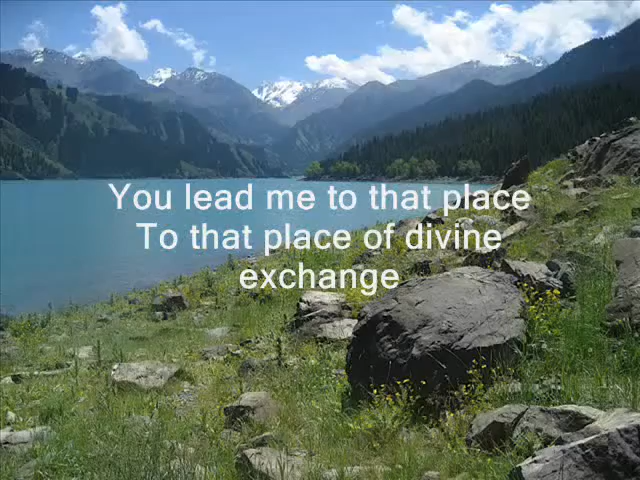 You lead me to that place
To that place of divine
exchange